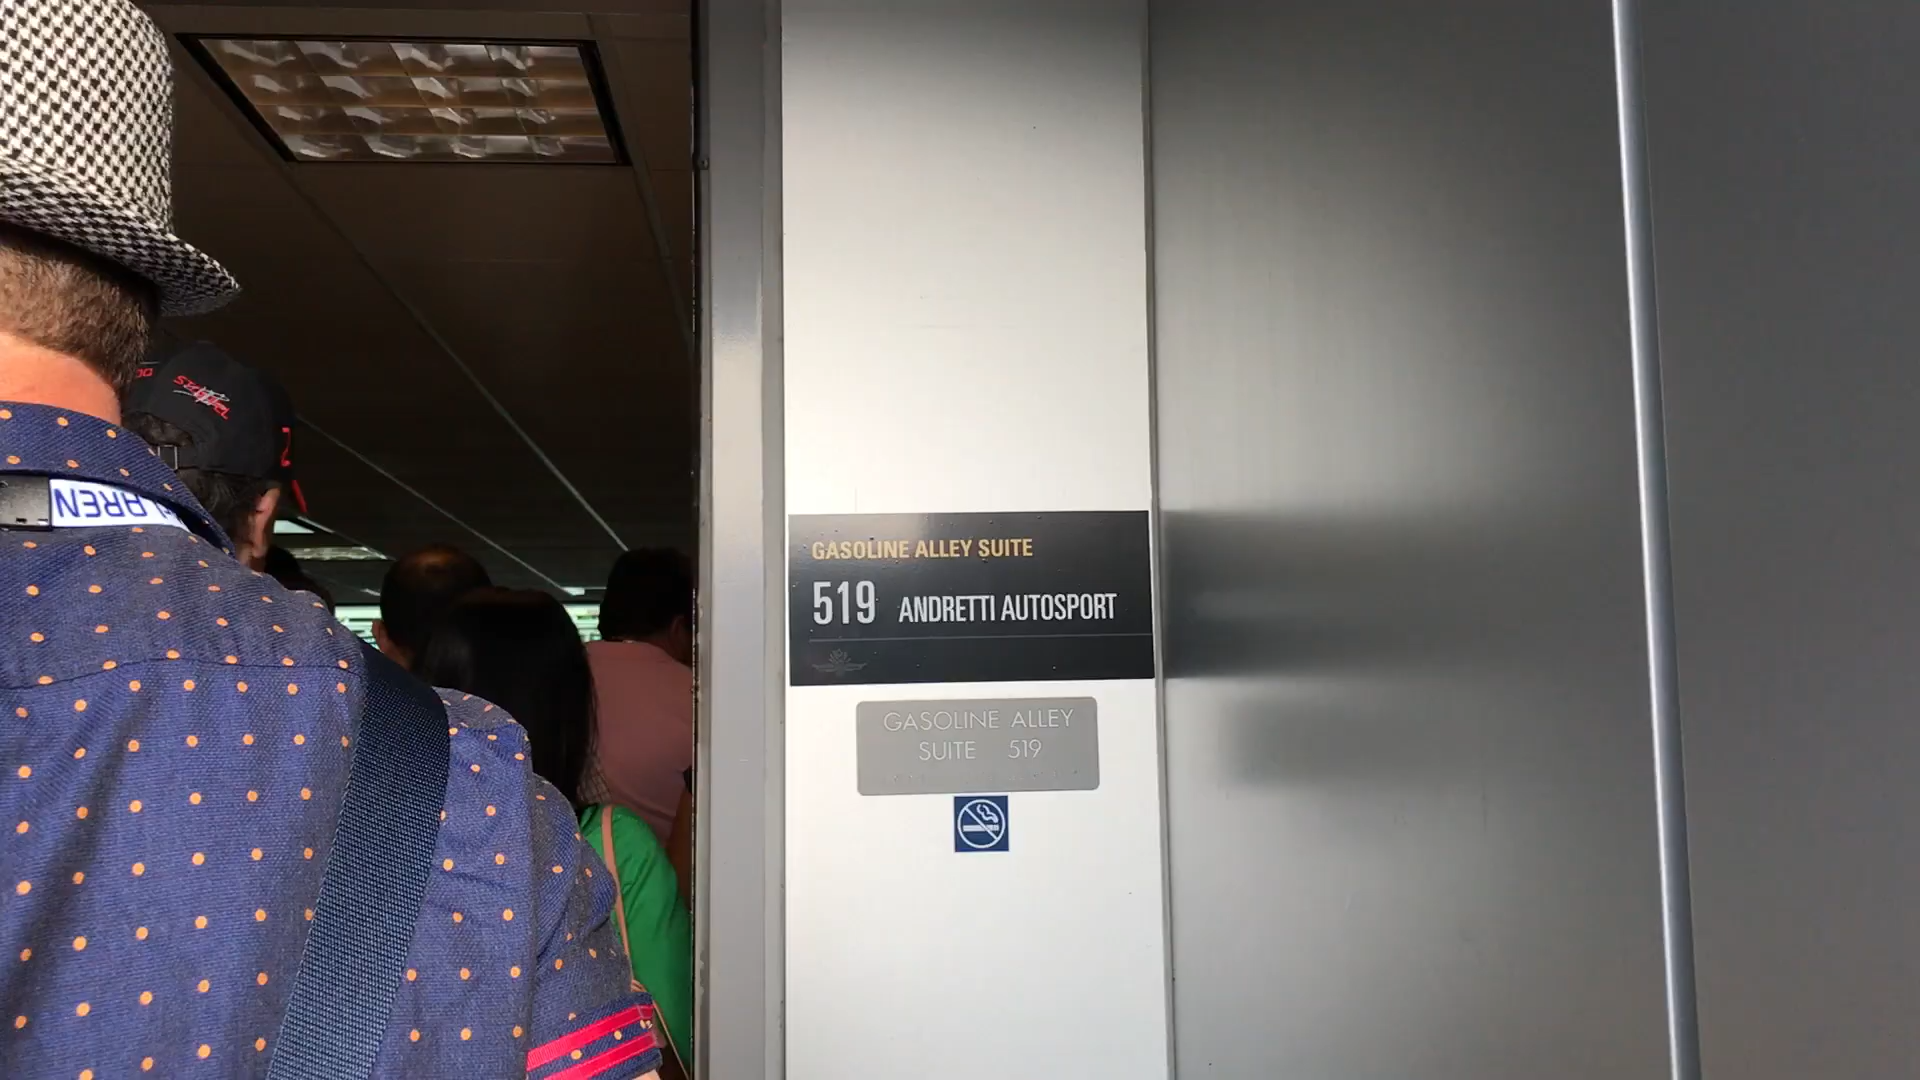 GASOLINE ALLEY SUITE
519 ANDRETTI AUTOSPORT
GASOLINE ALLEY
SUITE 519